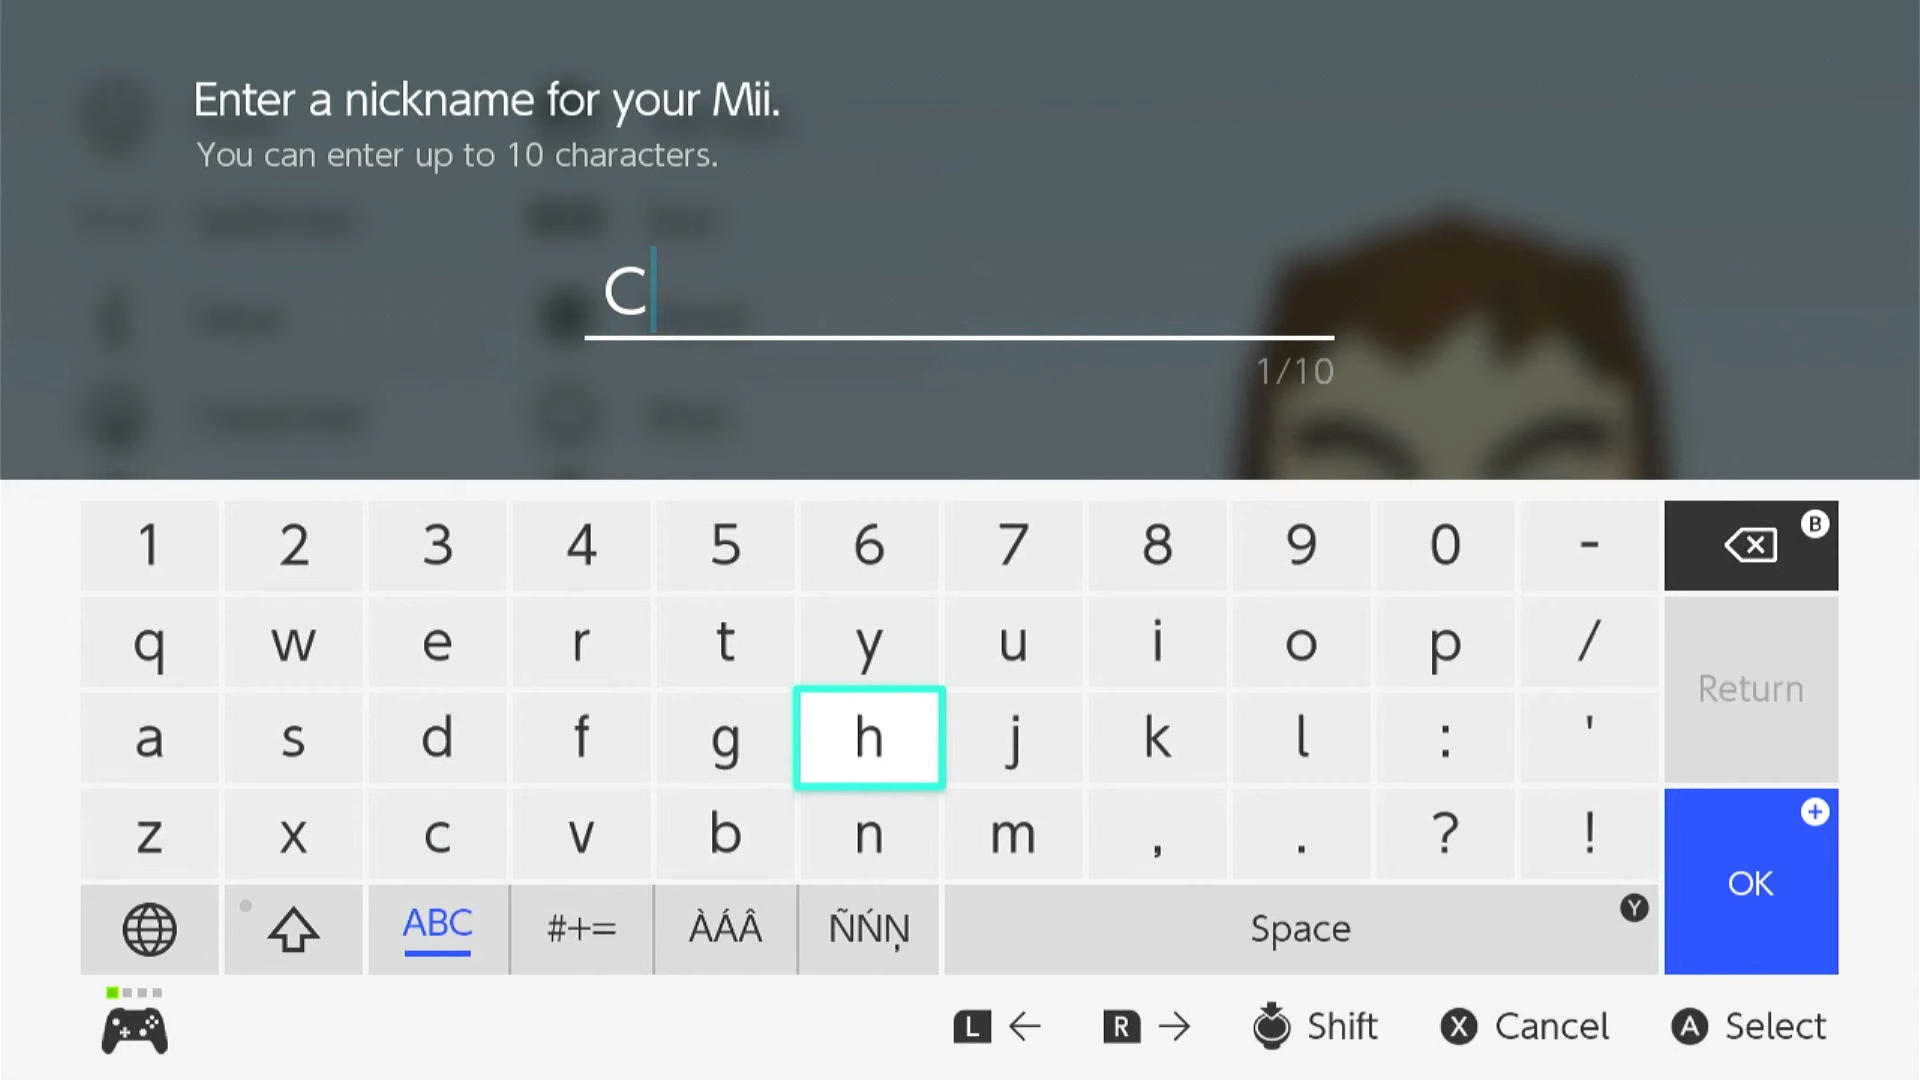 Enter a nickname for your Mii.
You can enter up to 10 characters.
C
1/10
1 2 3 4 5 6 7 8 9 0 - B
q w e r t y u i o p / Return
a s d f g h j k l : '
z x c v b n m , . ? ! + OK
ABC #+= ÀÁÂ ÑŃŅ Space Y
L ← R → Shift X Cancel A Select